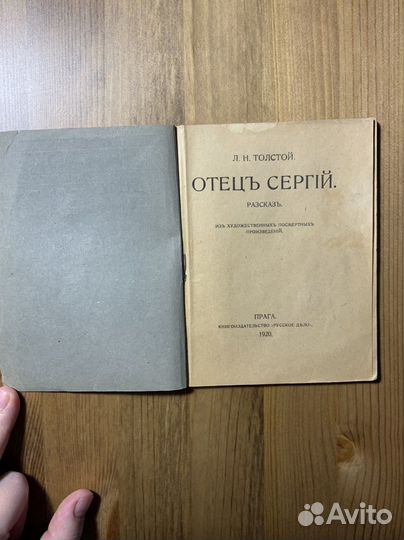 Л. Н. ТОЛСТОЙ.
ОТЕЦЪ СЕРГІЙ.
РАЗСКАЗЪ.
ИЗЪ ХУДОЖЕСТВЕННЫХЪ ПОСМЕРТНЫХЪ
ПРОИЗВЕДЕНІЙ.
ПРАГА.
КНИГОИЗДАТЕЛЬСТВО «РУССКОЕ ДѢЛО».
1920.
Avito